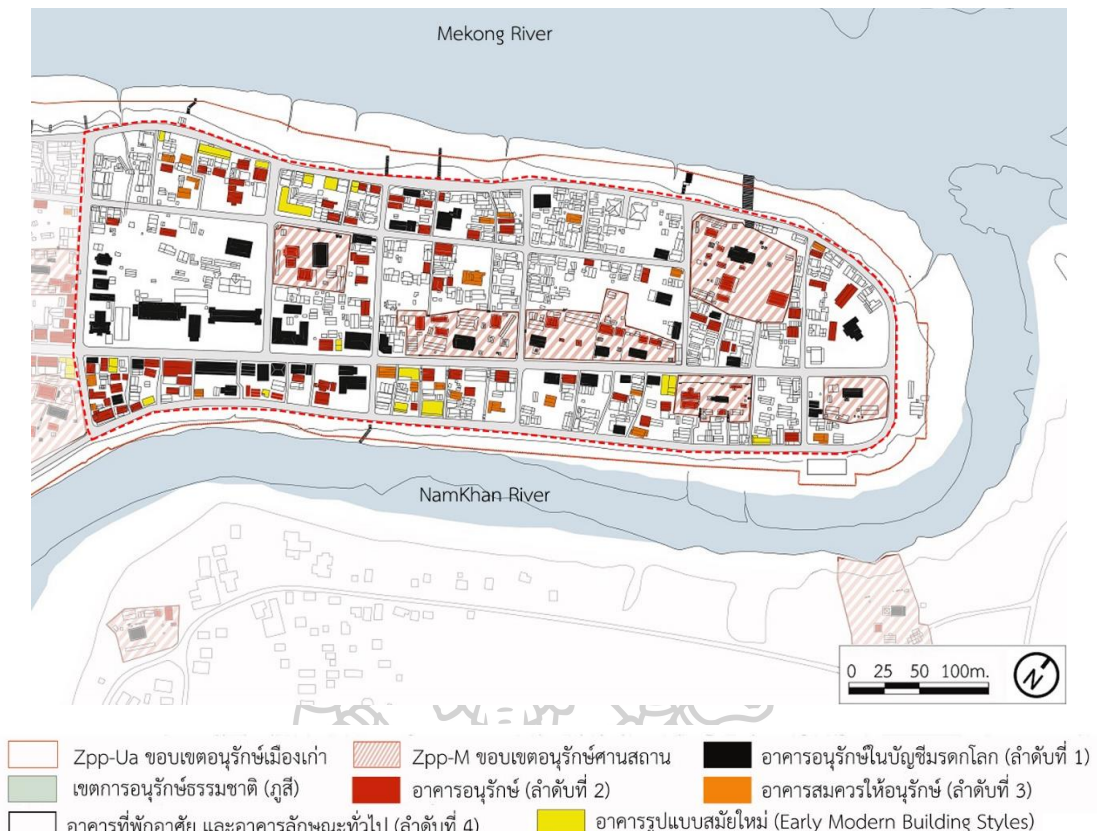 Mekong River
NamKhan River
0 25 50 100m.
N
Zpp-Ua ขอบเขตอนุรักษ์เมืองเก่า
Zpp-M ขอบเขตอนุรักษ์ศานสถาน
อาคารอนุรักษ์ในบัญชีมรดกโลก (ลำดับที่ 1)
เขตการอนุรักษ์ธรรมชาติ (ภูสี)
อาคารอนุรักษ์ (ลำดับที่ 2)
อาคารสมควรให้อนุรักษ์ (ลำดับที่ 3)
อาคารที่พักอาศัย และอาคารลักษณะทั่วไป (ลำดับที่ 4)
อาคารรูปแบบสมัยใหม่ (Early Modern Building Styles)